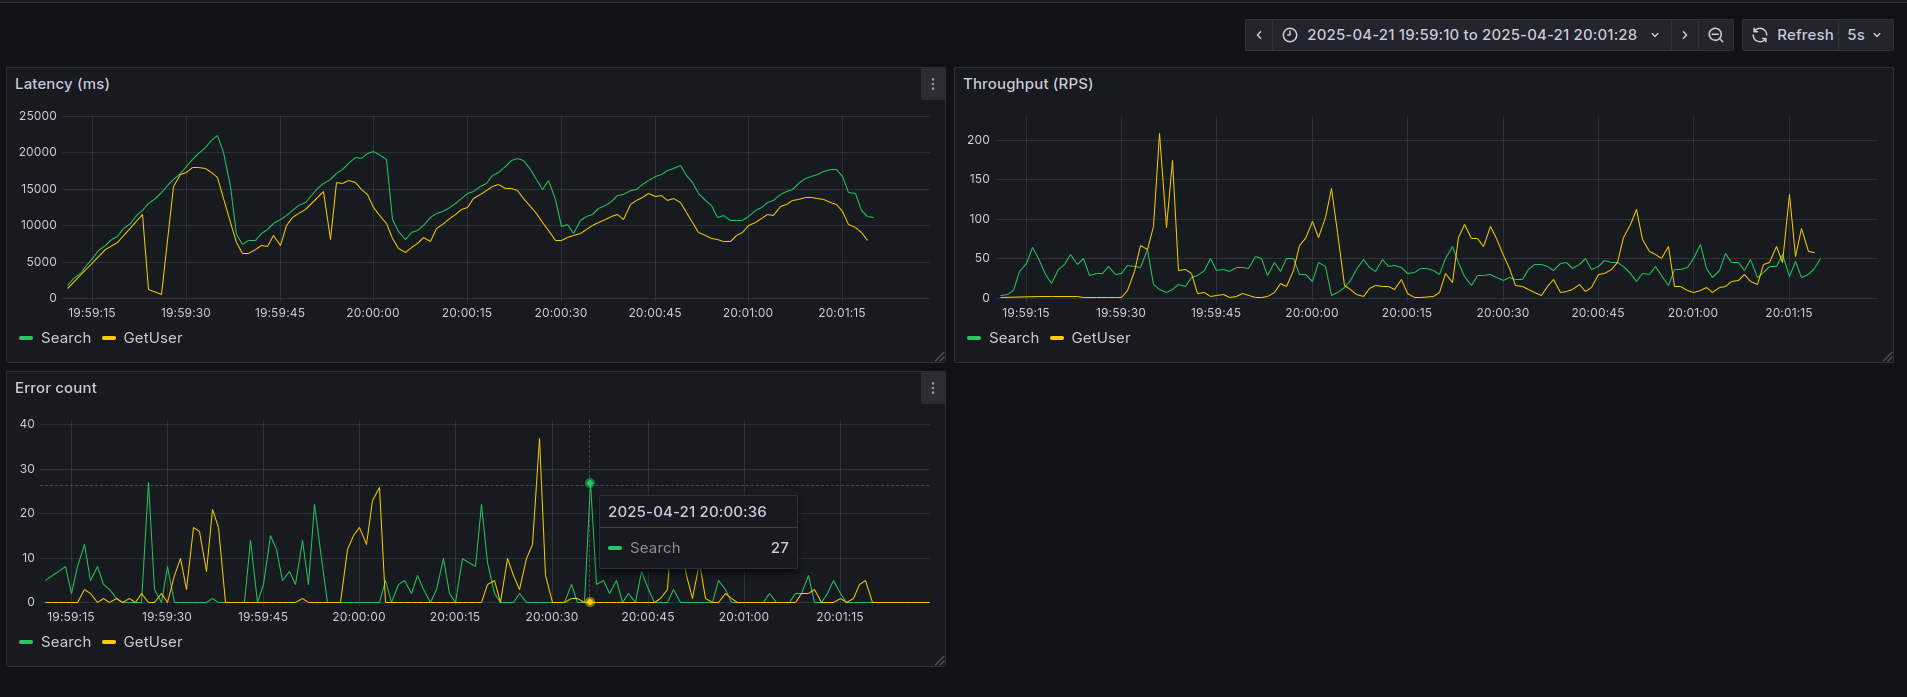 2025-04-21 19:59:10 to 2025-04-21 20:01:28
Refresh
5s
Latency (ms)
25000
20000
15000
10000
5000
0
19:59:15 19:59:30 19:59:45 20:00:00 20:00:15 20:00:30 20:00:45 20:01:00 20:01:15
Search GetUser
Throughput (RPS)
200
150
100
50
0
19:59:15 19:59:30 19:59:45 20:00:00 20:00:15 20:00:30 20:00:45 20:01:00 20:01:15
Search GetUser
Error count
40
30
20
10
0
2025-04-21 20:00:36
Search 27
19:59:15 19:59:30 19:59:45 20:00:00 20:00:15 20:00:30 20:00:45 20:01:00 20:01:15
Search GetUser